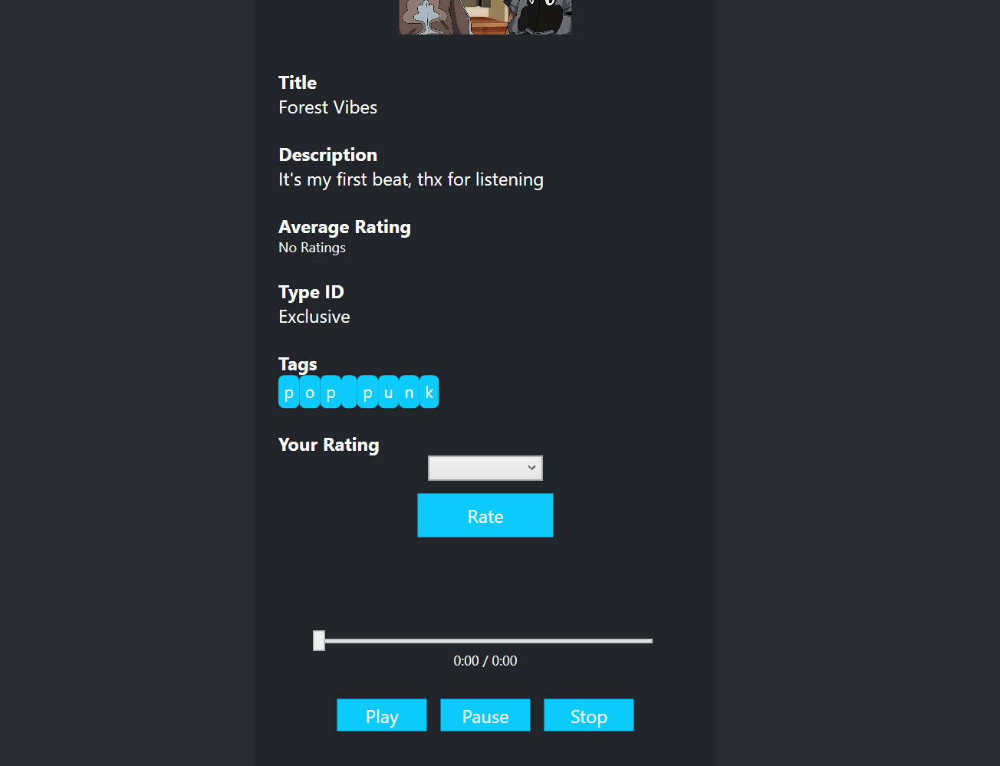 Title
Forest Vibes
Description
It's my first beat, thx for listening
Average Rating
No Ratings
Type ID
Exclusive
Tags
p o p p u n k
Your Rating
Rate
0:00 / 0:00
Play Pause Stop